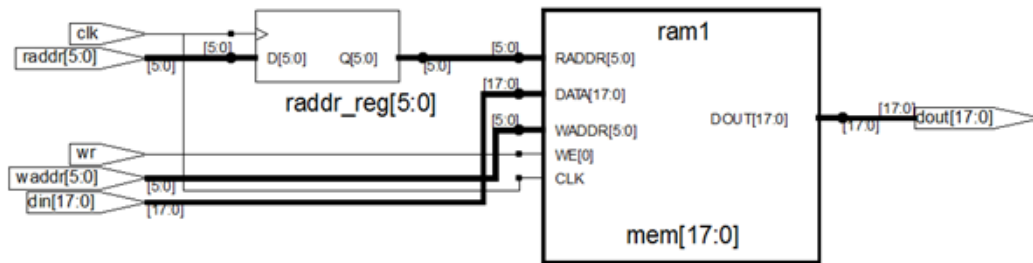 clk
raddr[5:0]
[5:0]
[5:0]
D[5:0]
Q[5:0]
[5:0]
[5:0]
raddr_reg[5:0]
ram1
RADDR[5:0]
[17:0]
DATA[17:0]
[5:0]
WADDR[5:0]
WE[0]
CLK
DOUT[17:0]
[17:0]
[17:0]
dout[17:0]
wr
waddr[5:0]
[5:0]
din[17:0]
[17:0]
mem[17:0]